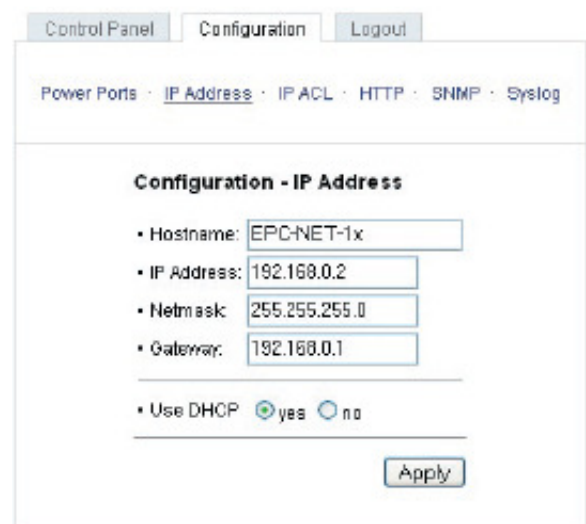 Control Panel Configuration Logout
Power Ports · IP Address · IP ACL · HTTP · SNMP · Syslog
Configuration - IP Address
• Hostname: EPC-NET-1x
• IP Address: 192.168.0.2
• Netmask: 255.255.255.0
• Gateway: 192.168.0.1
• Use DHCP yes no
Apply